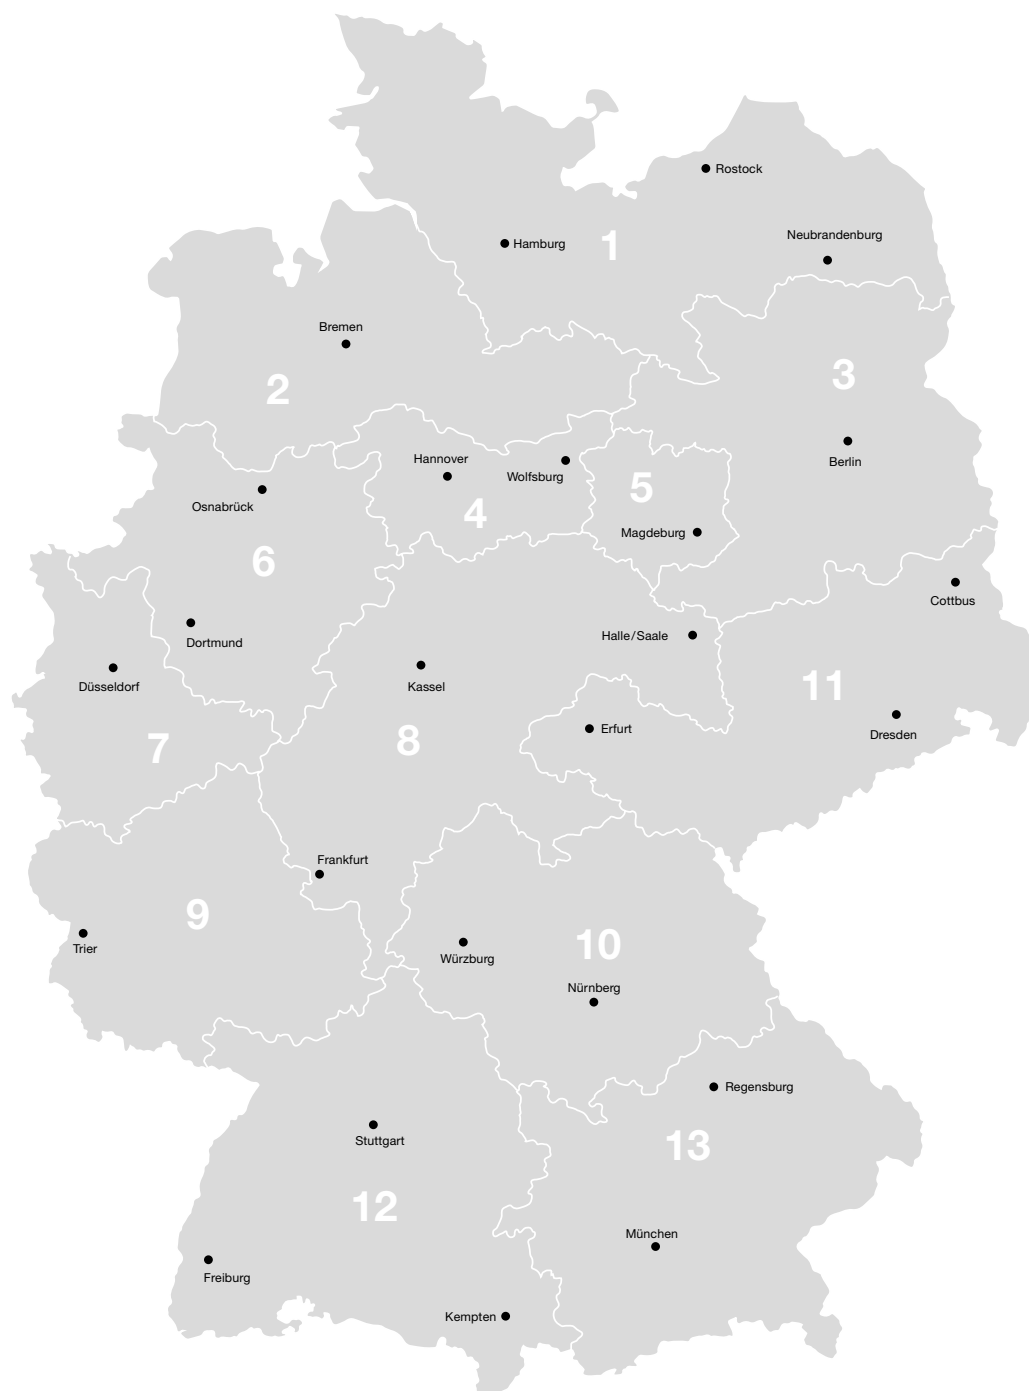 Rostock
Neubrandenburg
Hamburg
1
Bremen
2
3
Berlin
Hannover
Wolfsburg
4
5
Magdeburg
Osnabrück
6
Dortmund
Cottbus
Halle/Saale
Düsseldorf
Kassel
11
7
8
Erfurt
Dresden
Frankfurt
9
Trier
Würzburg
10
Nürnberg
Regensburg
Stuttgart
13
12
München
Freiburg
Kempten